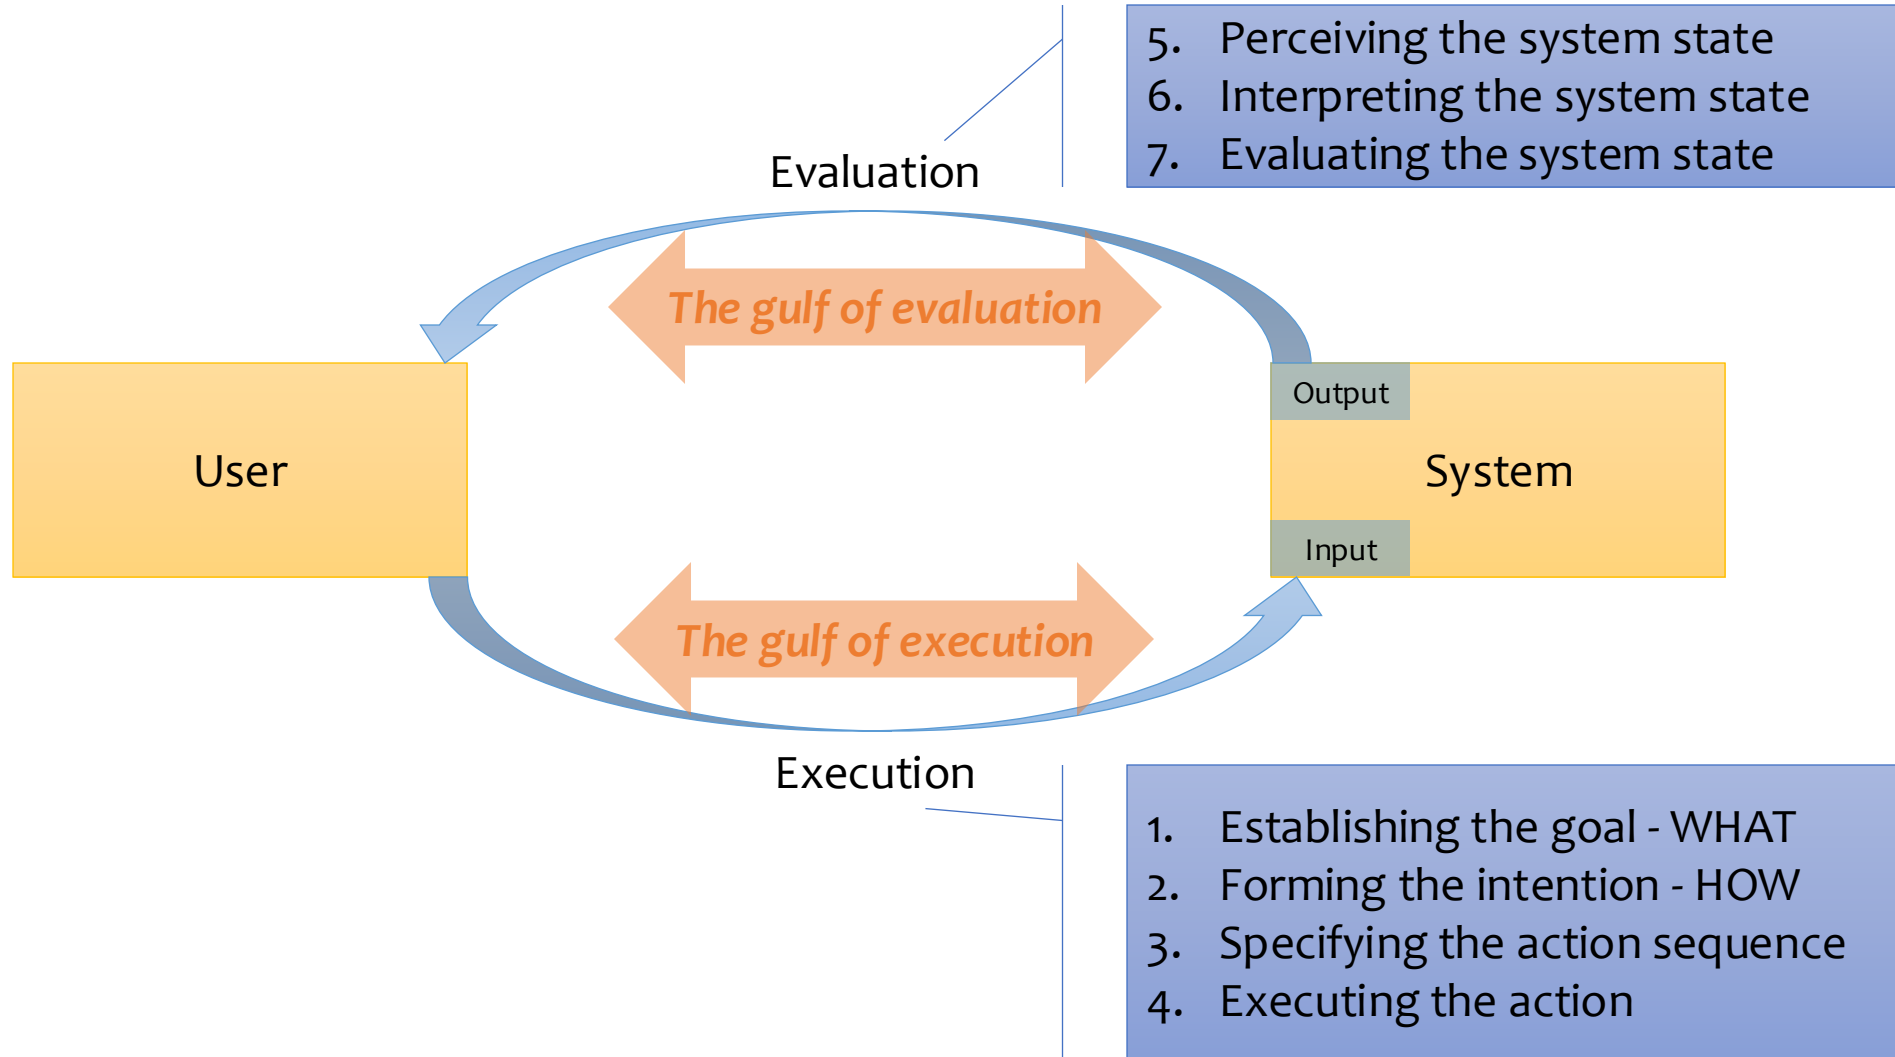 5. Perceiving the system state
6. Interpreting the system state
7. Evaluating the system state
Evaluation
The gulf of evaluation
Output
User
System
Input
The gulf of execution
Execution
1. Establishing the goal - WHAT
2. Forming the intention - HOW
3. Specifying the action sequence
4. Executing the action